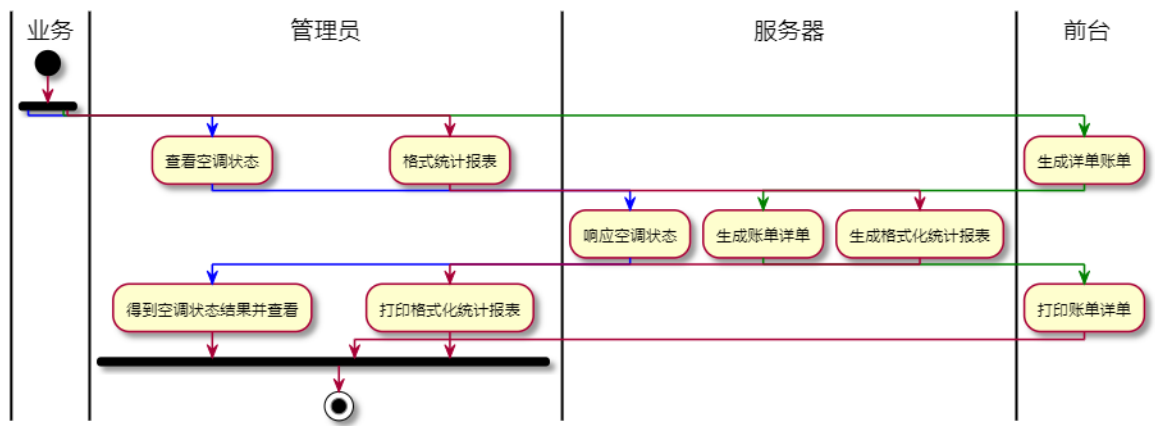 业务
管理员
服务器
前台
查看空调状态
格式统计报表
生成详单账单
响应空调状态
生成账单详单
生成格式化统计报表
得到空调状态结果并查看
打印格式化统计报表
打印账单详单